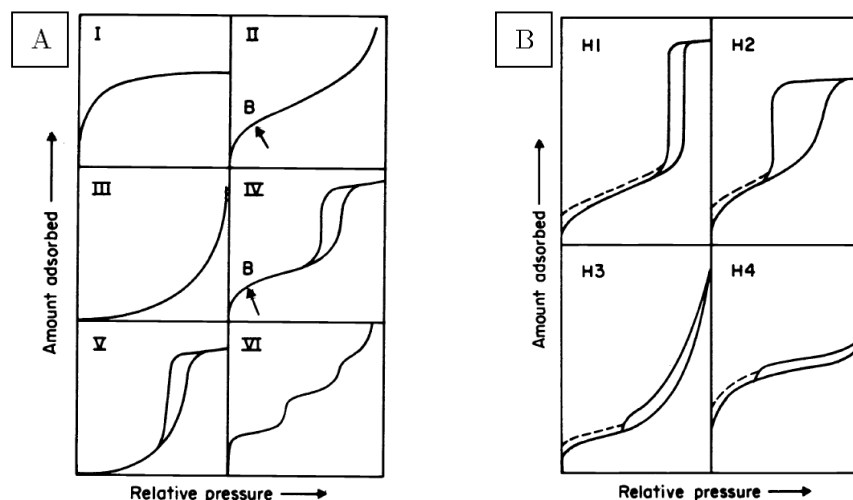 A
I
II
B
III
IV
B
V
VI
Amount adsorbed
Relative pressure
B
H1
H2
H3
H4
Amount adsorbed
Relative pressure